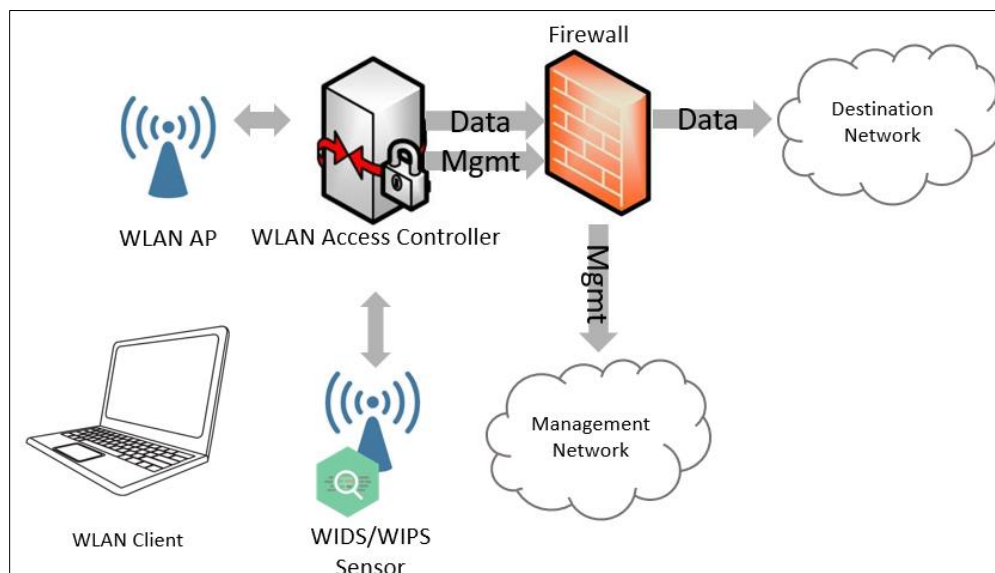 Firewall
Data
Data
Destination
Network
Mgmt
WLAN AP
WLAN Access Controller
Mgmt
Management
Network
WLAN Client
WIDS/WIPS
Sensor